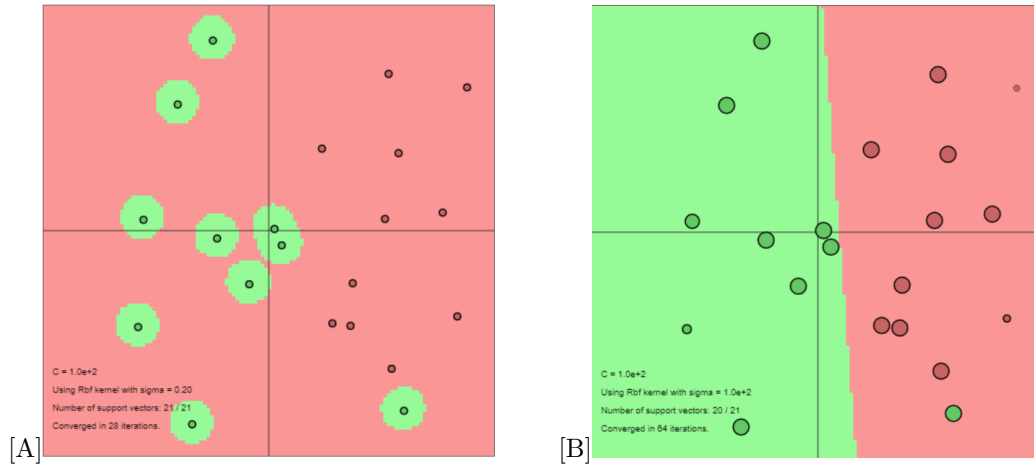 C = 1.0e+2
Using Rbf kernel with sigma = 0.20
Number of support vectors: 21 / 21
Converged in 28 iterations.
[A]
C = 1.0e+2
Using Rbf kernel with sigma = 1.0e+2
Number of support vectors: 20 / 21
Converged in 64 iterations.
[B]